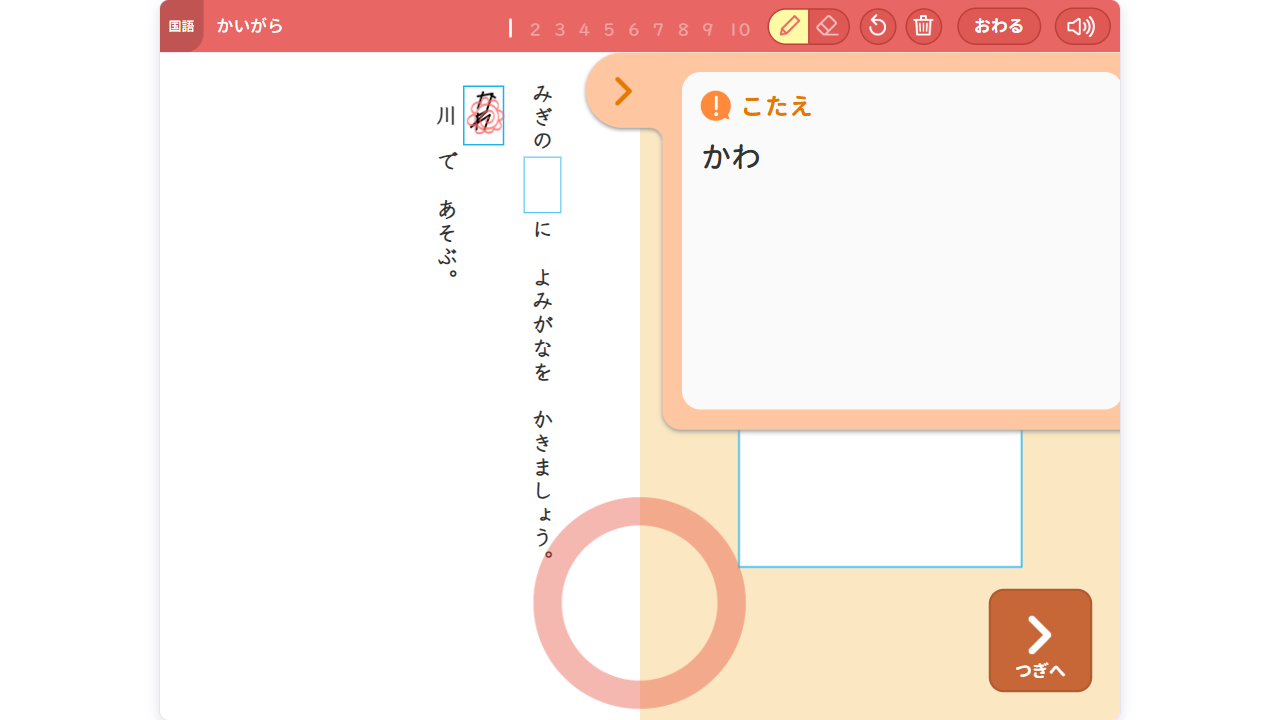 国語
かいがら
1 2 3 4 5 6 7 8 9 10
おわる
みぎの に よみがなを かきましょう。
かわ
川で あそぶ。
こたえ
かわ
つぎへ